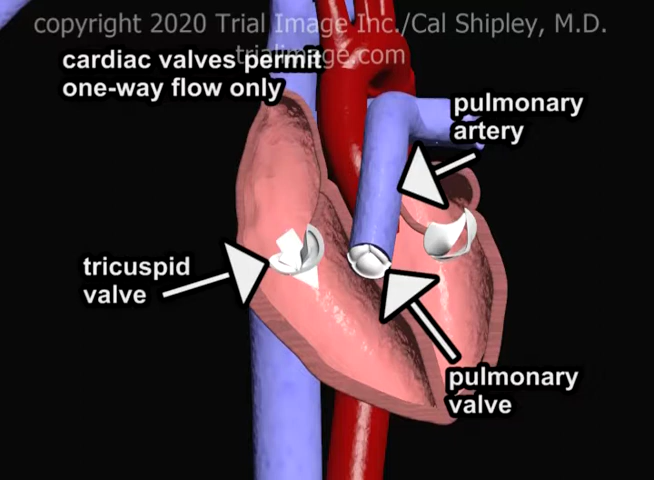 copyright 2020 Trial Image Inc./Cal Shipley, M.D.
trialimage.com
cardiac valves permit
one-way flow only
pulmonary
artery
tricuspid
valve
pulmonary
valve